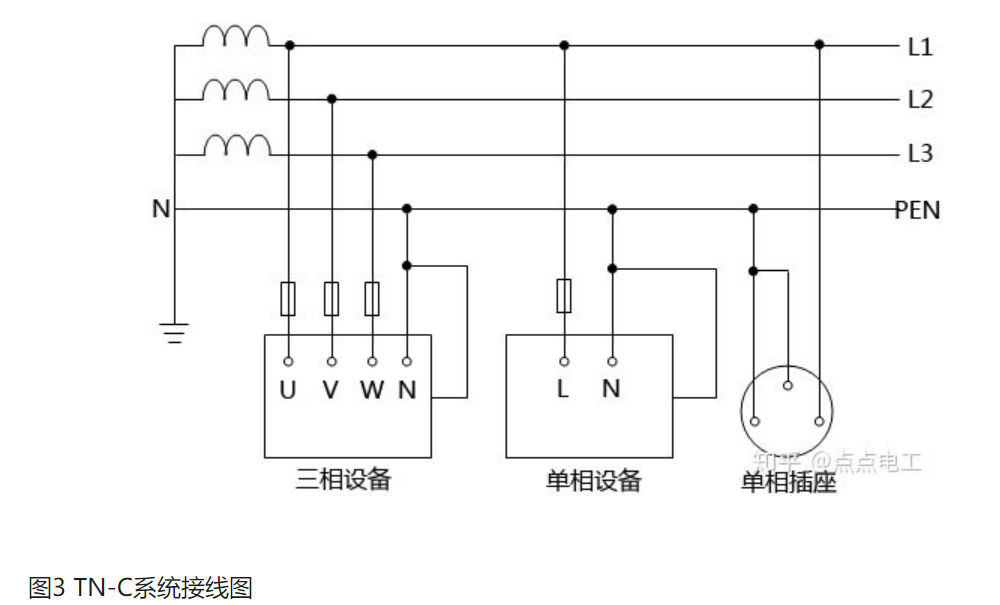 L1
L2
L3
N
PEN
U V W N
L N
知乎 @点点电工
三相设备
单相设备
单相插座
图3 TN-C系统接线图